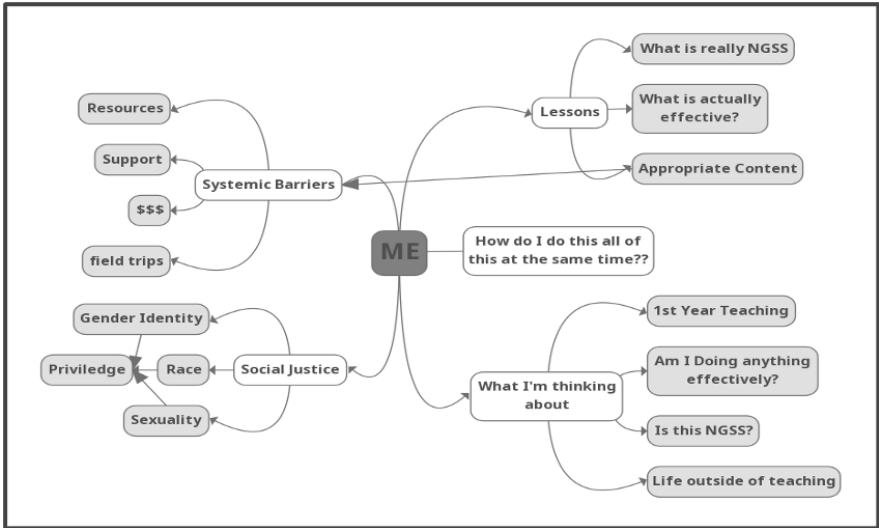 What is really NGSS
Lessons
What is actually
effective?
Appropriate Content
Resources
Support
Systemic Barriers
$$$
field trips
ME
How do I do this all of
this at the same time??
Gender Identity
Priviledge
Race
Social Justice
Sexuality
What I'm thinking
about
1st Year Teaching
Am I Doing anything
effectively?
Is this NGSS?
Life outside of teaching